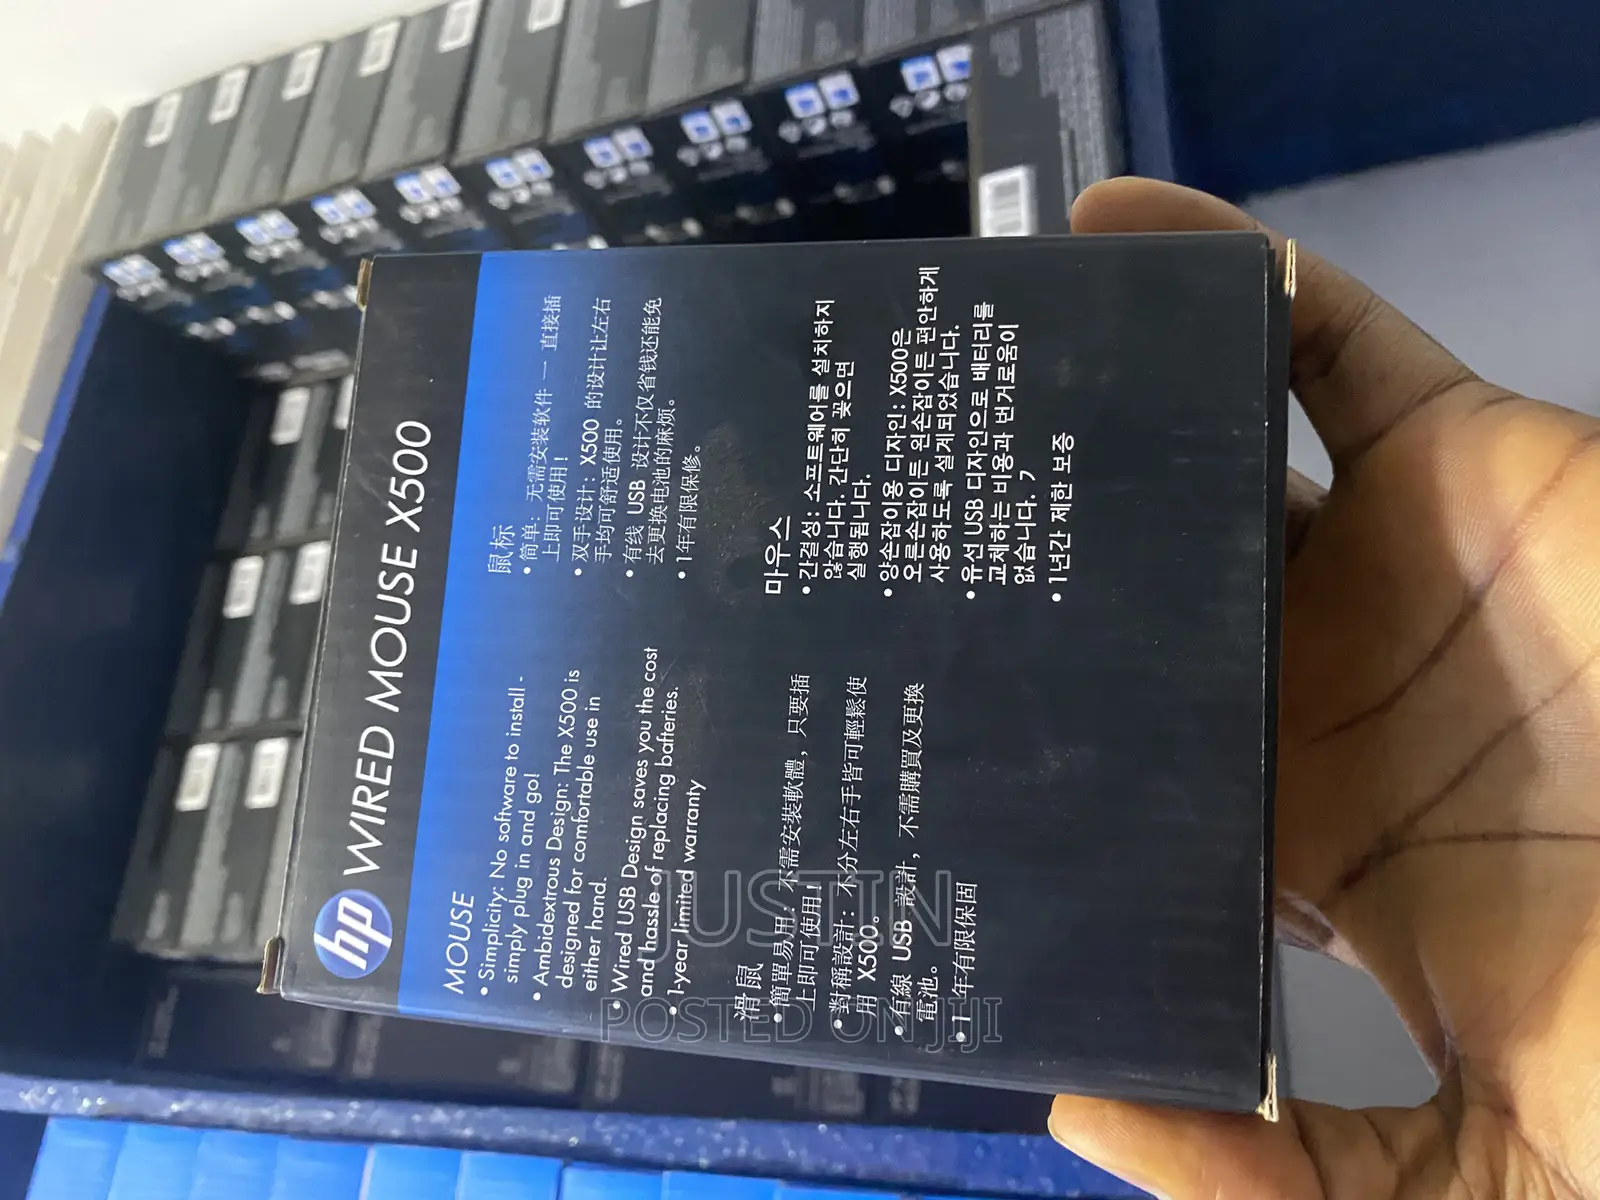 hp WIRED MOUSE X500
MOUSE
• Simplicity: No software to install -
simply plug in and go!
• Ambidextrous Design: The X500 is
designed for comfortable use in
either hand.
• Wired USB Design saves you the cost
and hassle of replacing batteries.
• 1-year limited warranty
鼠标
• 简单：无需安装软件 一 直接插
上即可使用！
• 双手设计：X500 的设计让左右
手均可舒适使用。
• 有线 USB 设计不仅省钱还能免
去更换电池的麻烦。
• 1年有限保修。
滑鼠
• 簡單易用：不需安裝軟體，只要插
上即可使用！
• 對稱設計：不分左右手皆可輕鬆使
用 X500。
• 有線 USB 設計，不需購買及更換
電池。
• 1 年有限保固
마우스
• 간결성: 소프트웨어를 설치하지
않습니다. 간단히 꽂으면
실행됩니다.
• 양손잡이용 디자인: X500은
오른손잡이든 왼손잡이든 편안하게
사용하도록 설계되었습니다.
• 유선 USB 디자인으로 배터리를
교체하는 비용과 번거로움이
없습니다. 7
• 1년간 제한 보증
JUSTIN
POSTED ON JIJI